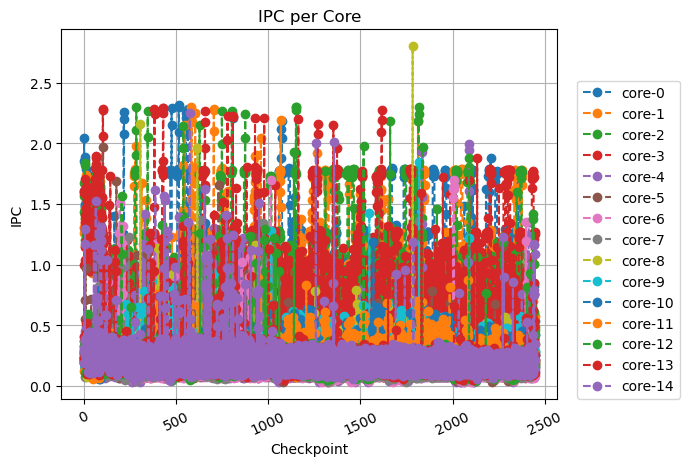 IPC per Core
IPC
2.5
2.0
1.5
1.0
0.5
0.0
0
500
1000
1500
2000
2500
Checkpoint
core-0
core-1
core-2
core-3
core-4
core-5
core-6
core-7
core-8
core-9
core-10
core-11
core-12
core-13
core-14